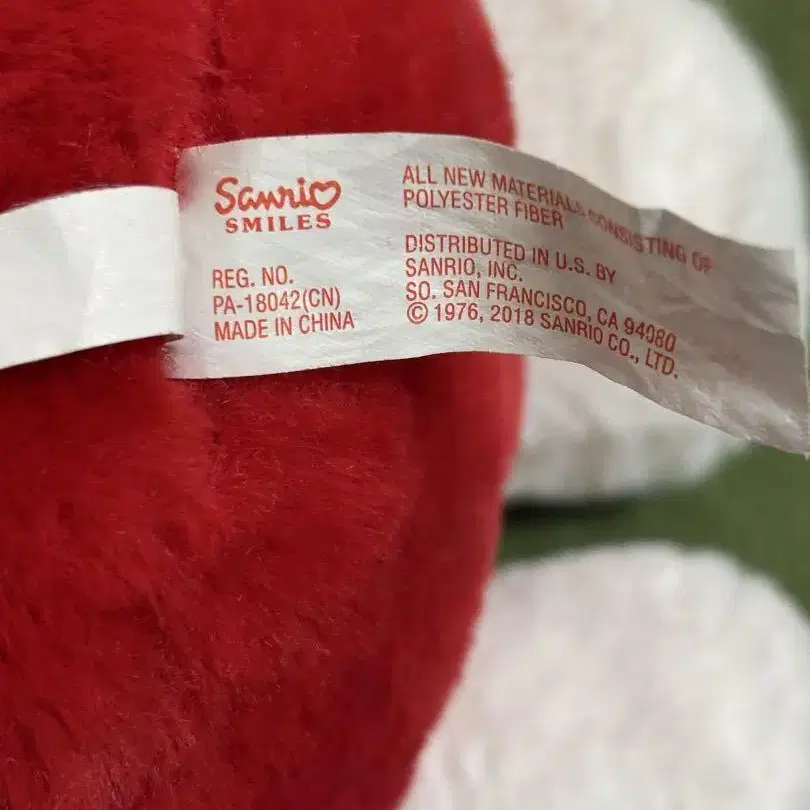 Sanrio
SMILES
REG. NO.
PA-18042(CN)
MADE IN CHINA
ALL NEW MATERIALS CONSISTING OF
POLYESTER FIBER
DISTRIBUTED IN U.S. BY
SANRIO, INC.
SO. SAN FRANCISCO, CA 94080
© 1976, 2018 SANRIO CO., LTD.